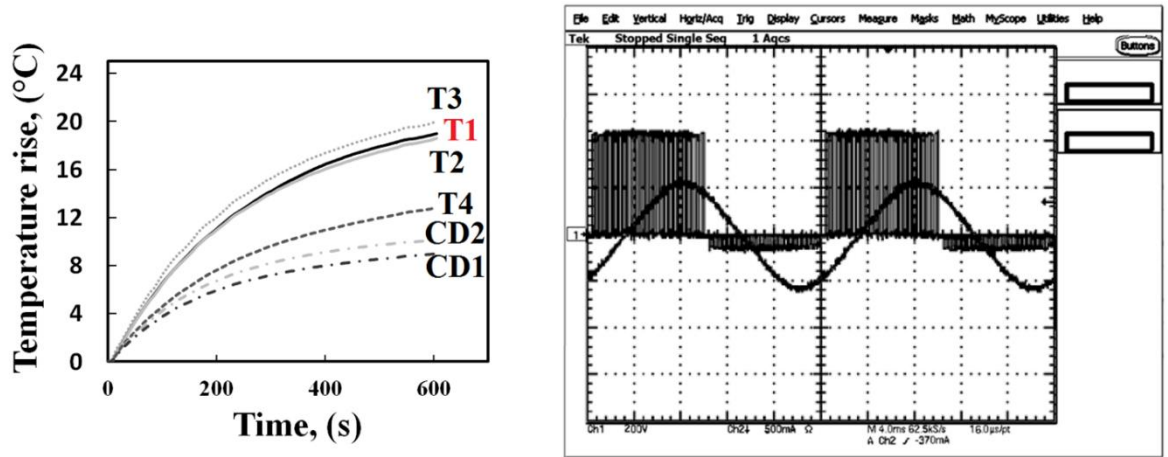 Temperature rise, (°C)
24
20
16
12
8
4
0
T3
T1
T2
T4
CD2
CD1
0 200 400 600
Time, (s)
File Edit Vertical Horiz/Acq Trig Display Cursors Measure Masks Math MyScope Utilities Help
Tek Stopped Single Seq 1 Acqs
Buttons
1
Ch1 200V Ch2 500mA Ω M 4.0ms 62.5kS/s 16.0µs/pt
A Ch2 -370mA